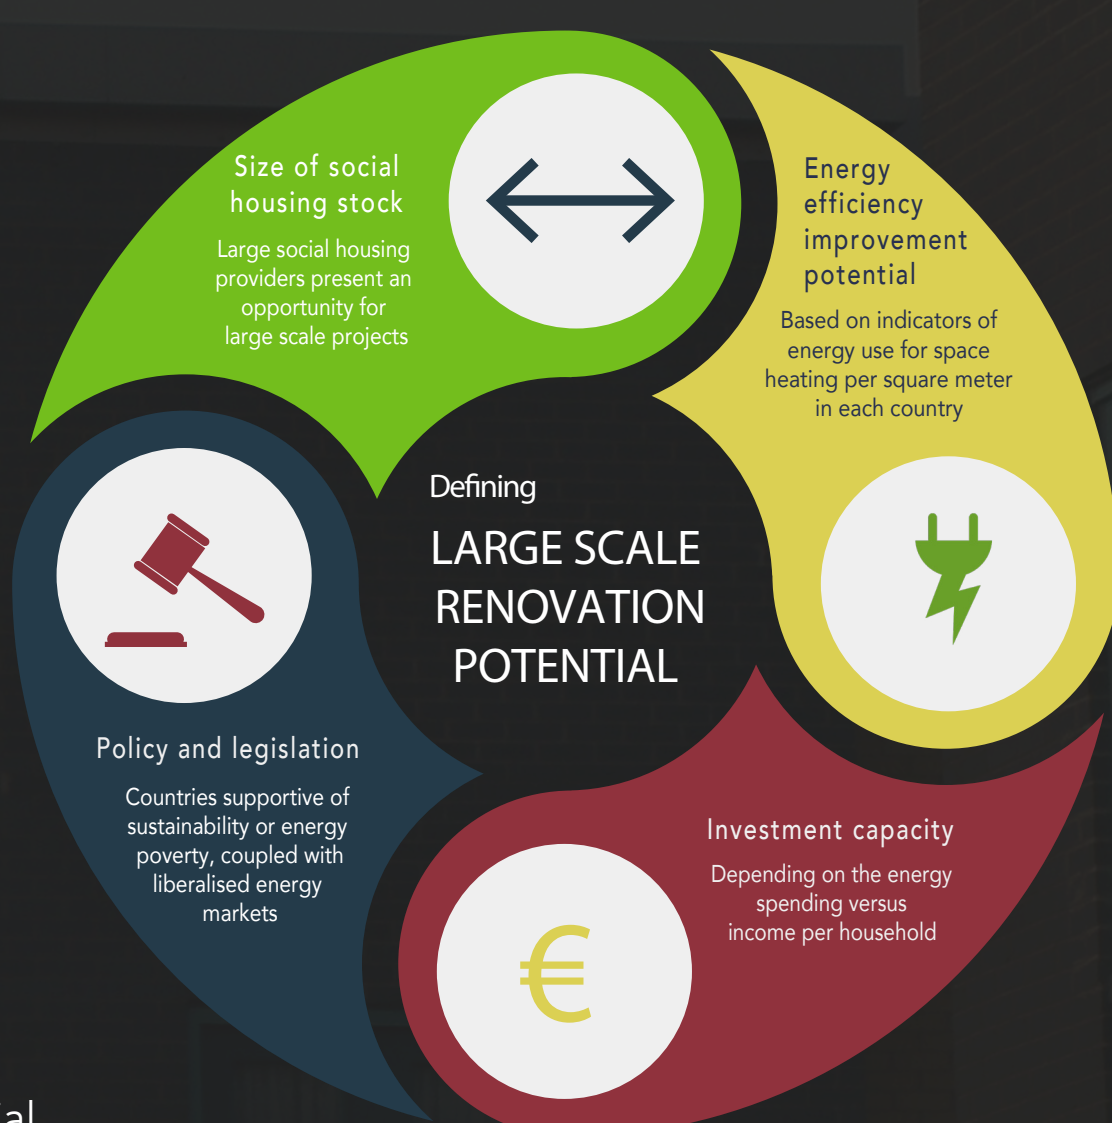 Size of social
housing stock
Large social housing
providers present an
opportunity for
large scale projects
Energy
efficiency
improvement
potential
Based on indicators of
energy use for space
heating per square meter
in each country
Defining
LARGE SCALE
RENOVATION
POTENTIAL
Policy and legislation
Countries supportive of
sustainability or energy
poverty, coupled with
liberalised energy
markets
Investment capacity
Depending on the energy
spending versus
income per household
€